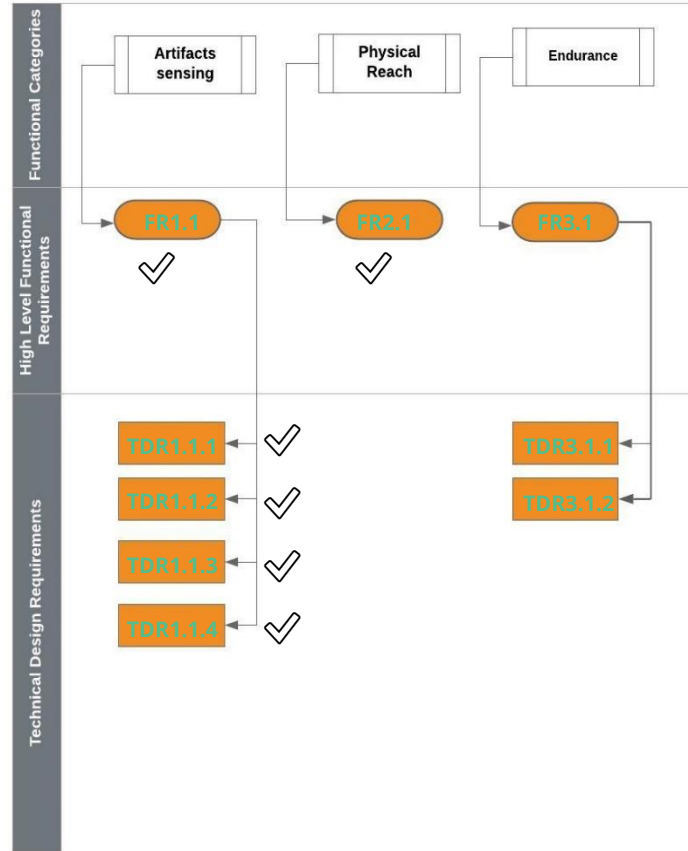 Functional Categories
Artifacts
sensing
Physical
Reach
Endurance
High Level Functional
Requirements
FR1.1
FR2.1
FR3.1
Technical Design Requirements
TDR1.1.1
TDR3.1.1
TDR1.1.2
TDR3.1.2
TDR1.1.3
TDR1.1.4